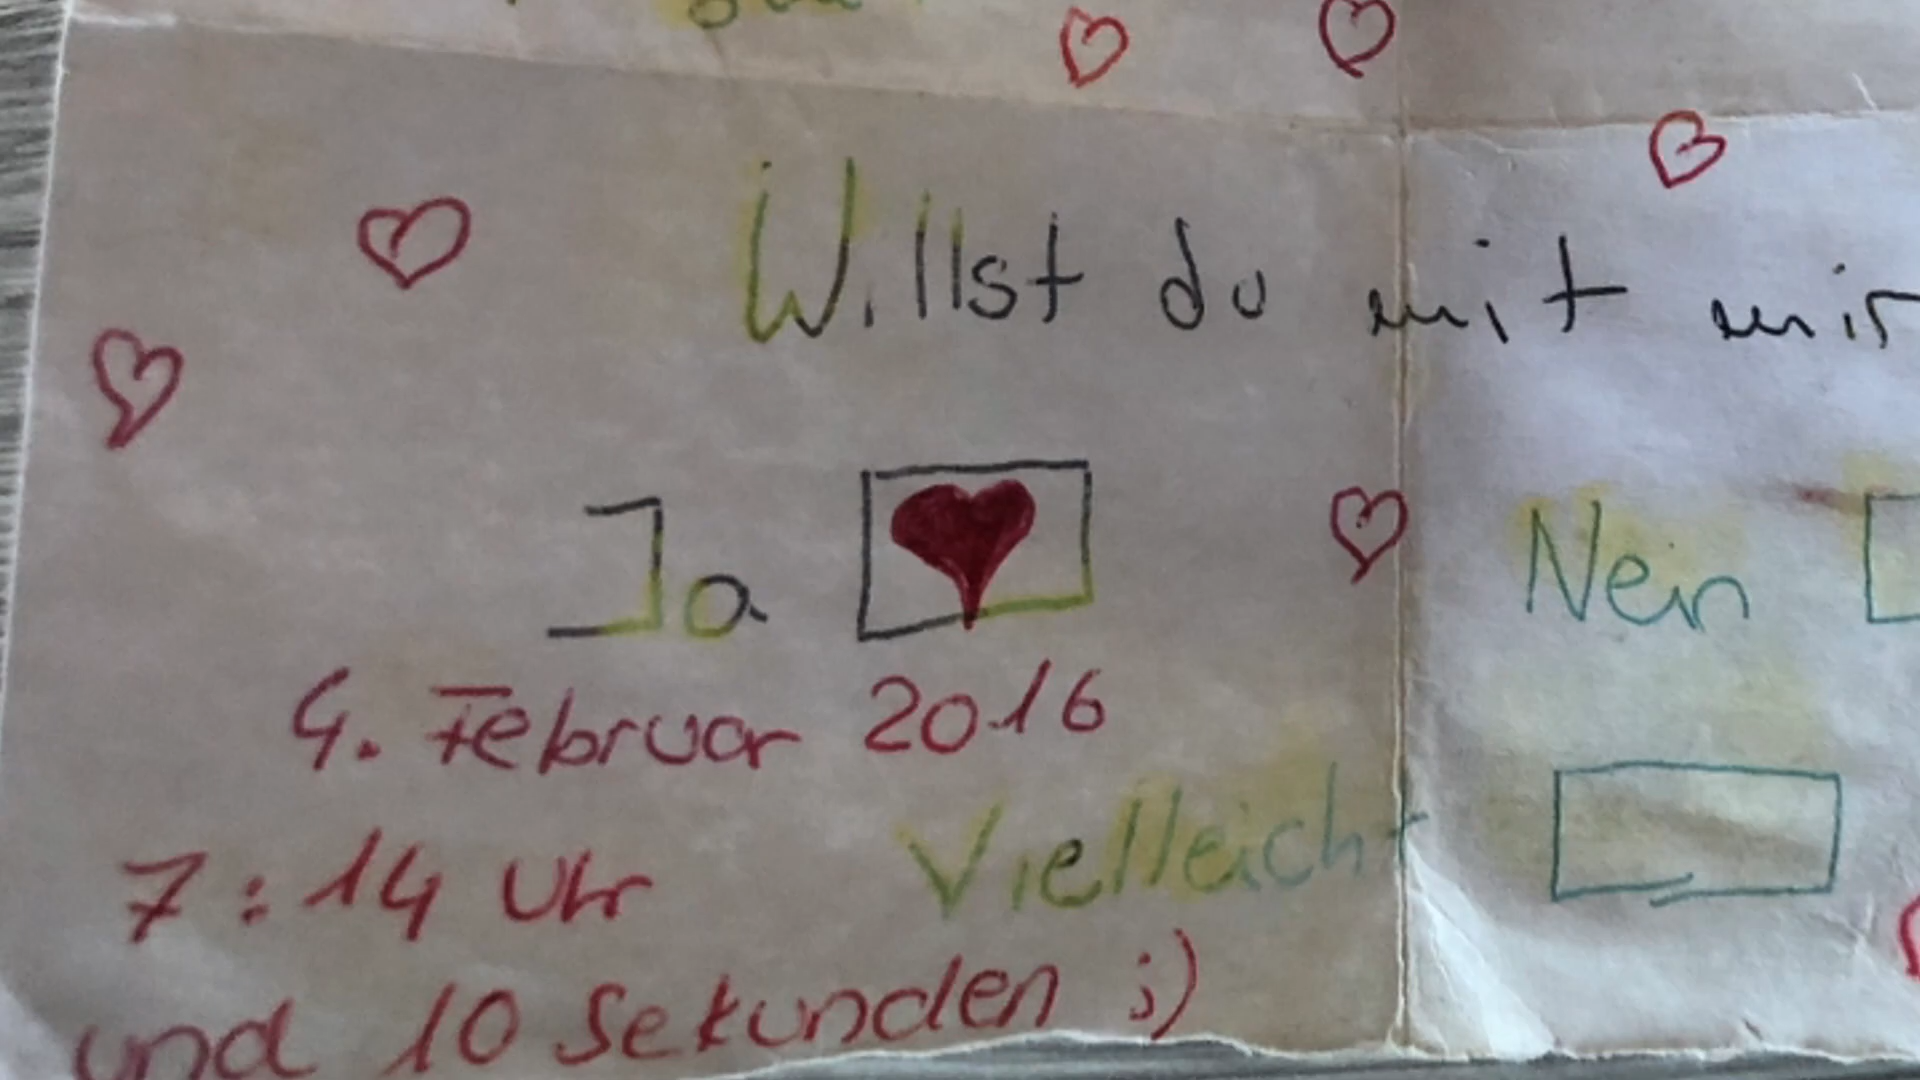 Willst du mit mir
Ja Nein
4. Februar 2016
7:14 Uhr Vielleicht
und 10 Sekunden ;)